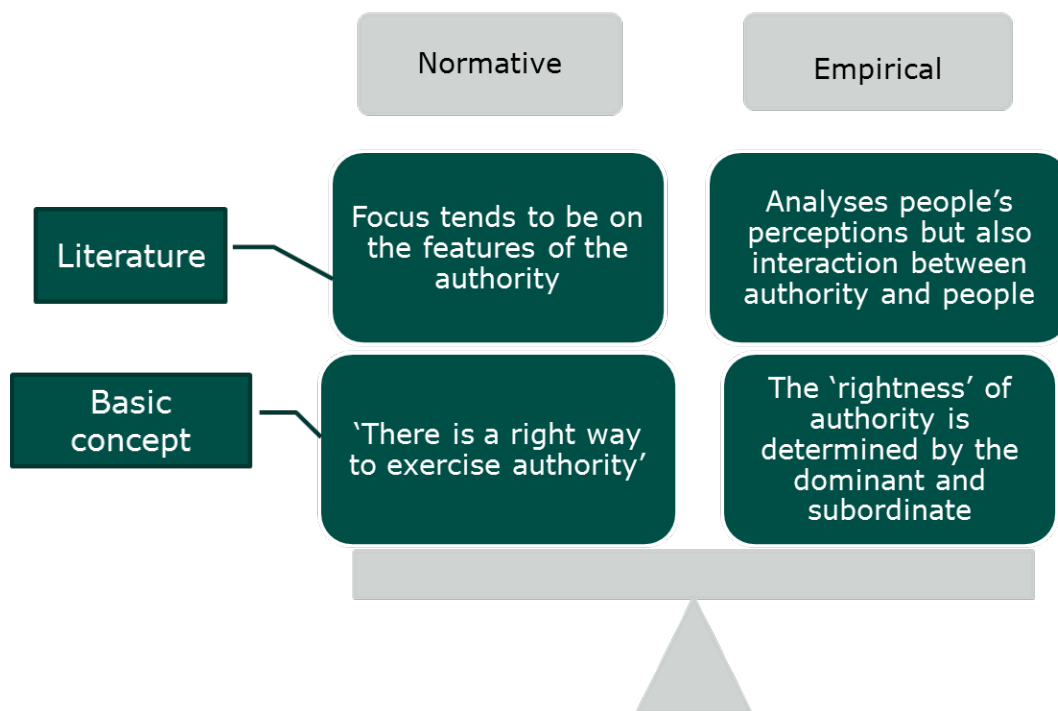 Normative
Empirical
Literature
Focus tends to be on
the features of the
authority
Analyses people’s
perceptions but also
interaction between
authority and people
Basic
concept
‘There is a right way
to exercise authority’
The ‘rightness’ of
authority is
determined by the
dominant and
subordinate